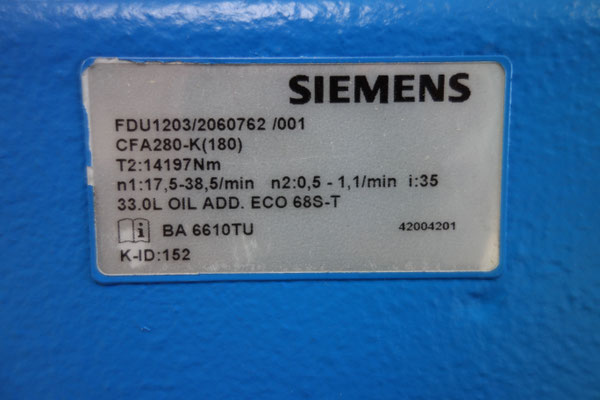 SIEMENS
FDU1203/2060762 /001
CFA280-K(180)
T2:14197Nm
n1:17,5-38,5/min n2:0,5 - 1,1/min i:35
33.0L OIL ADD. ECO 68S-T
BA 6610TU 42004201
K-ID:152